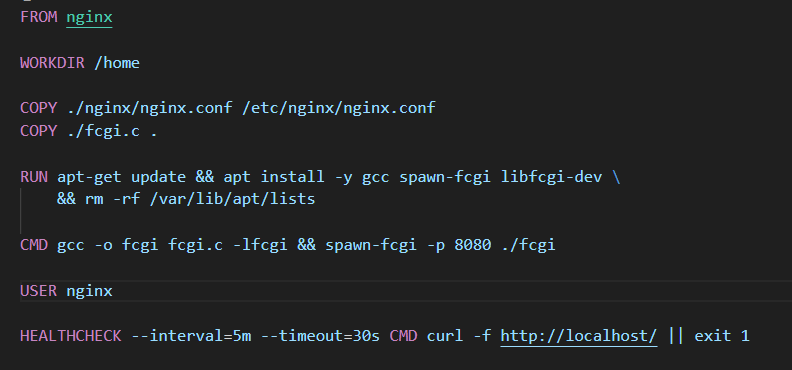 FROM nginx
WORKDIR /home
COPY ./nginx/nginx.conf /etc/nginx/nginx.conf
COPY ./fcgi.c .
RUN apt-get update && apt install -y gcc spawn-fcgi libfcgi-dev \
&& rm -rf /var/lib/apt/lists
CMD gcc -o fcgi fcgi.c -lfcgi && spawn-fcgi -p 8080 ./fcgi
USER nginx
HEALTHCHECK --interval=5m --timeout=30s CMD curl -f http://localhost/ || exit 1